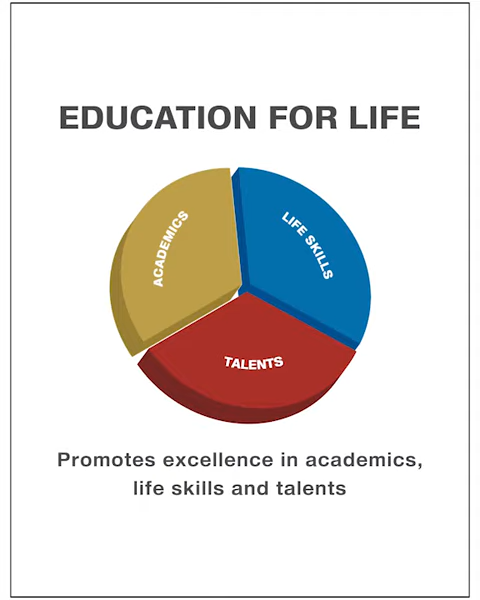 EDUCATION FOR LIFE
ACADEMICS
LIFE SKILLS
TALENTS
Promotes excellence in academics,
life skills and talents